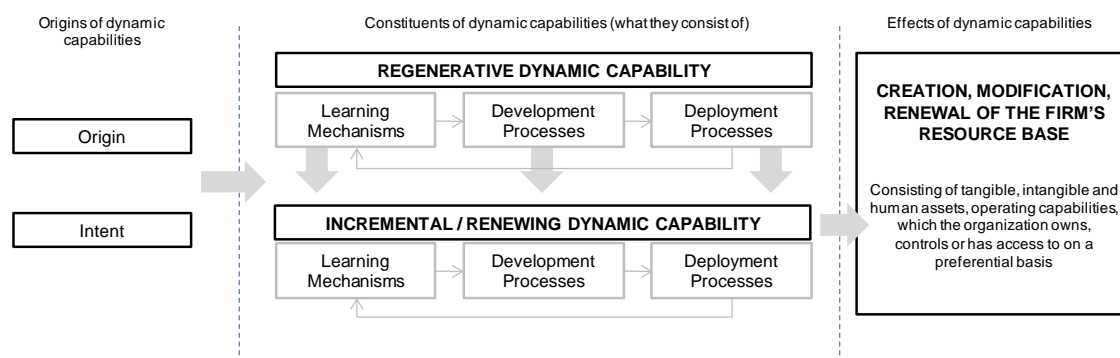 Origins of dynamic
capabilities
Constituents of dynamic capabilities (what they consist of)
Effects of dynamic capabilities
Origin
Intent
REGENERATIVE DYNAMIC CAPABILITY
Learning
Mechanisms
Development
Processes
Deployment
Processes
INCREMENTAL / RENEWING DYNAMIC CAPABILITY
Learning
Mechanisms
Development
Processes
Deployment
Processes
CREATION, MODIFICATION,
RENEWAL OF THE FIRM'S
RESOURCE BASE
Consisting of tangible, intangible and
human assets, operating capabilities,
which the organization owns,
controls or has access to on a
preferential basis